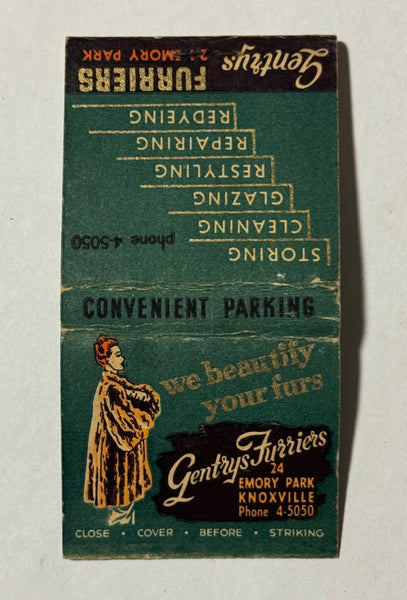 STORING
phone 4-5050
CLEANING
GLAZING
RESTYLING
REPAIRING
REDYEING
Gentrys FURRIERS
24 EMORY PARK
CONVENIENT PARKING
we beautify
your furs
Gentrys Furriers
24
EMORY PARK
KNOXVILLE
Phone 4-5050
CLOSE • COVER • BEFORE • STRIKING